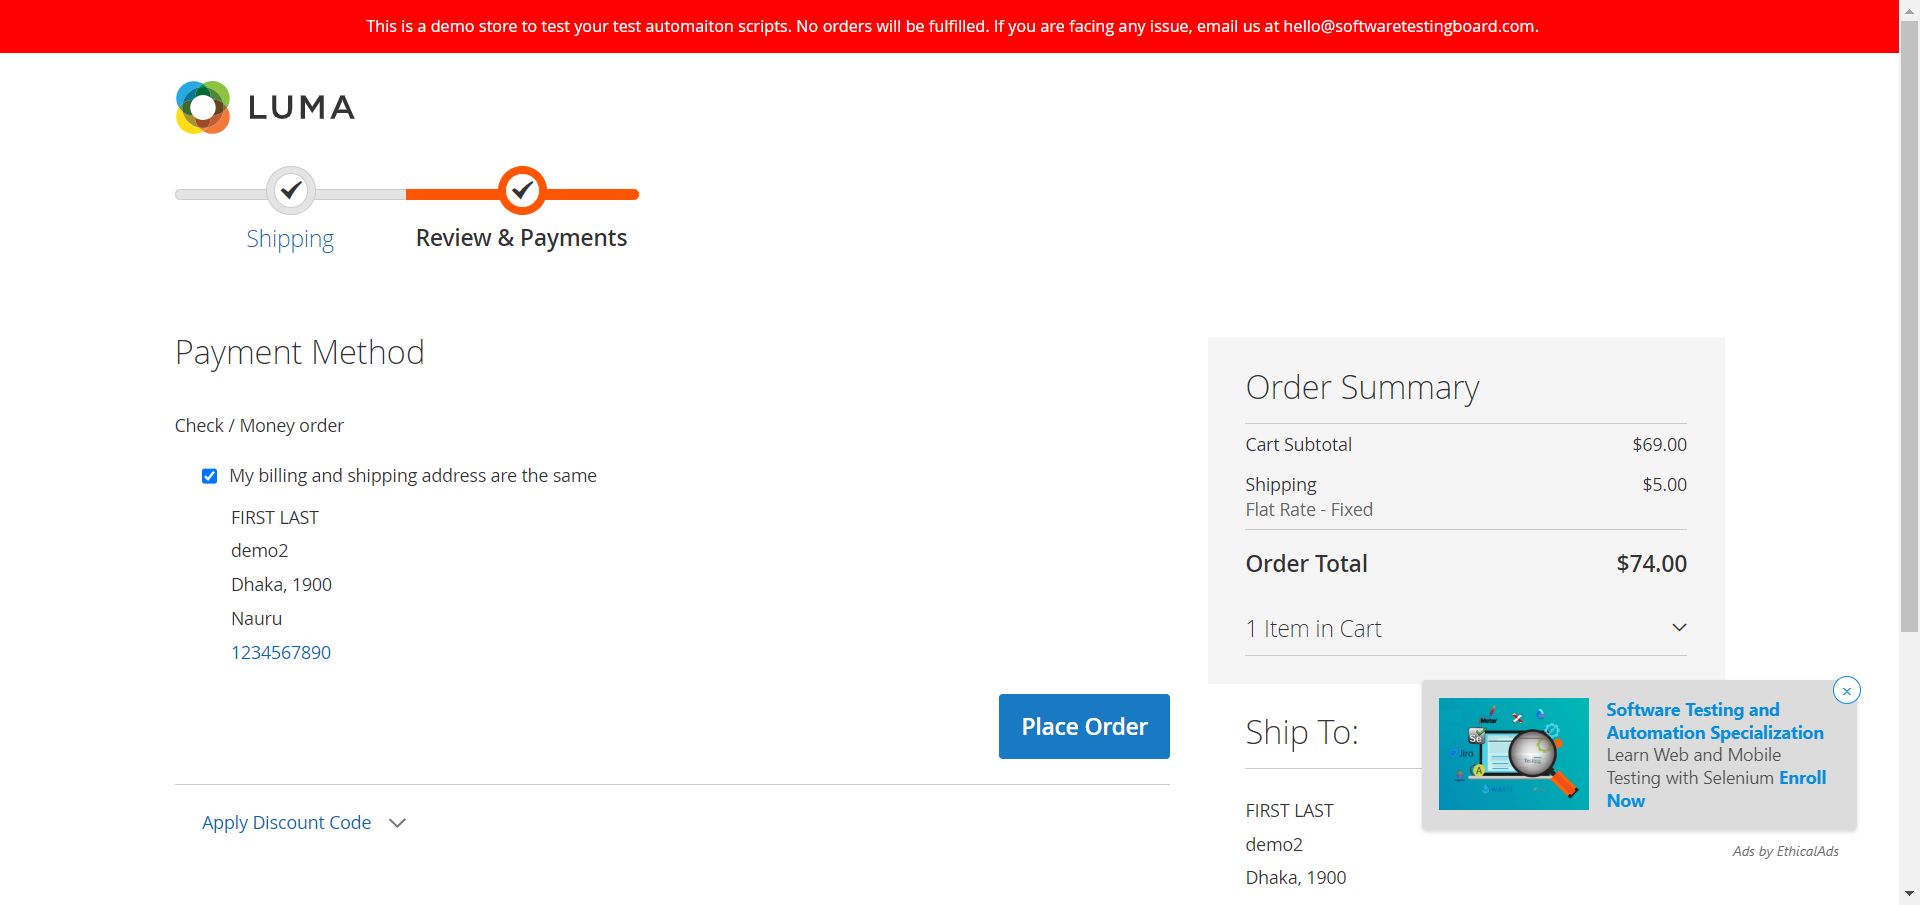 This is a demo store to test your test automaiton scripts. No orders will be fulfilled. If you are facing any issue, email us at hello@softwaretestingboard.com.
LUMA
Shipping
Review & Payments
Payment Method
Check / Money order
My billing and shipping address are the same
FIRST LAST
demo2
Dhaka, 1900
Nauru
1234567890
Place Order
Apply Discount Code
Order Summary
Cart Subtotal $69.00
Shipping $5.00
Flat Rate - Fixed
Order Total $74.00
1 Item in Cart
Ship To:
FIRST LAST
demo2
Dhaka, 1900
Meter
Se
Jira
A
Software Testing and
Automation Specialization
Learn Web and Mobile
Testing with Selenium Enroll
Now
Ads by EthicalAds